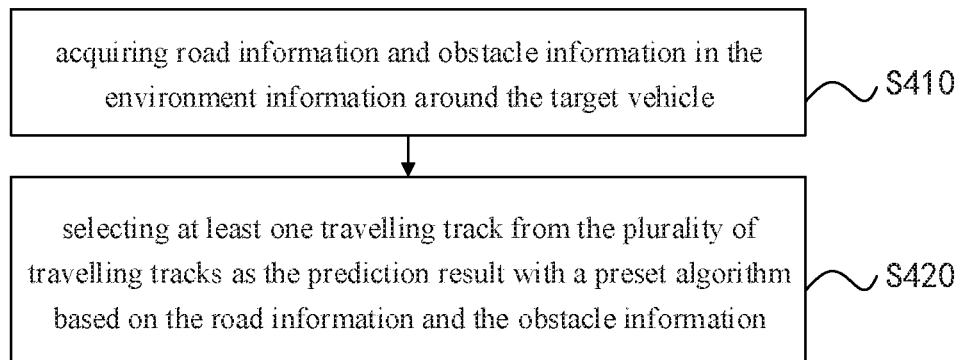 acquiring road information and obstacle information in the
environment information around the target vehicle
S410
selecting at least one travelling track from the plurality of
travelling tracks as the prediction result with a preset algorithm
based on the road information and the obstacle information
S420